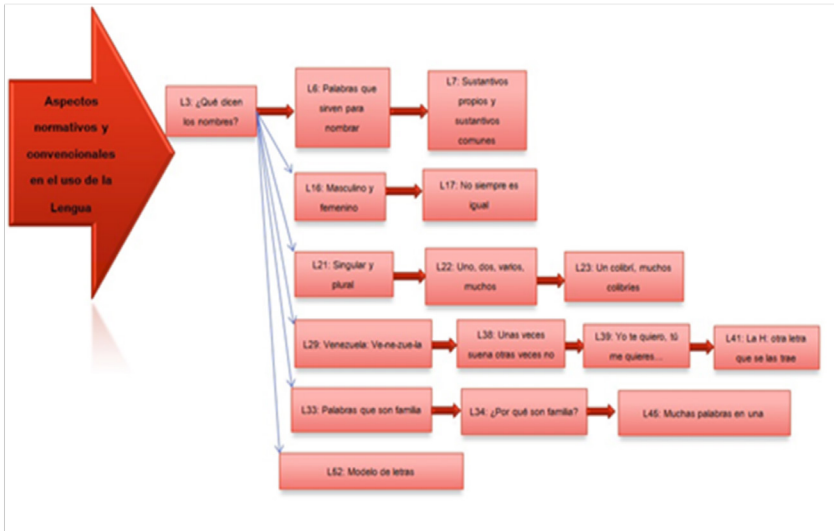 Aspectos
normativos y
convencionales
en el uso de la
Lengua
L3: ¿Qué dicen
los nombres?
L6: Palabras que
sirven para
nombrar
L7: Sustantivos
propios y
sustantivos
comunes
L16: Masculino y
femenino
L17: No siempre es
igual
L21: Singular y
plural
L22: Uno, dos, varios,
muchos
L23: Un colibrí, muchos
colibríes
L29: Venezuela: Ve-ne-zue-la
L38: Unas veces
suena otras veces no
L39: Yo te quiero, tú
me quieres...
L41: La H: otra letra
que se las trae
L33: Palabras que son familia
L34: ¿Por qué son familia?
L45: Muchas palabras en una
L52: Modelo de letras